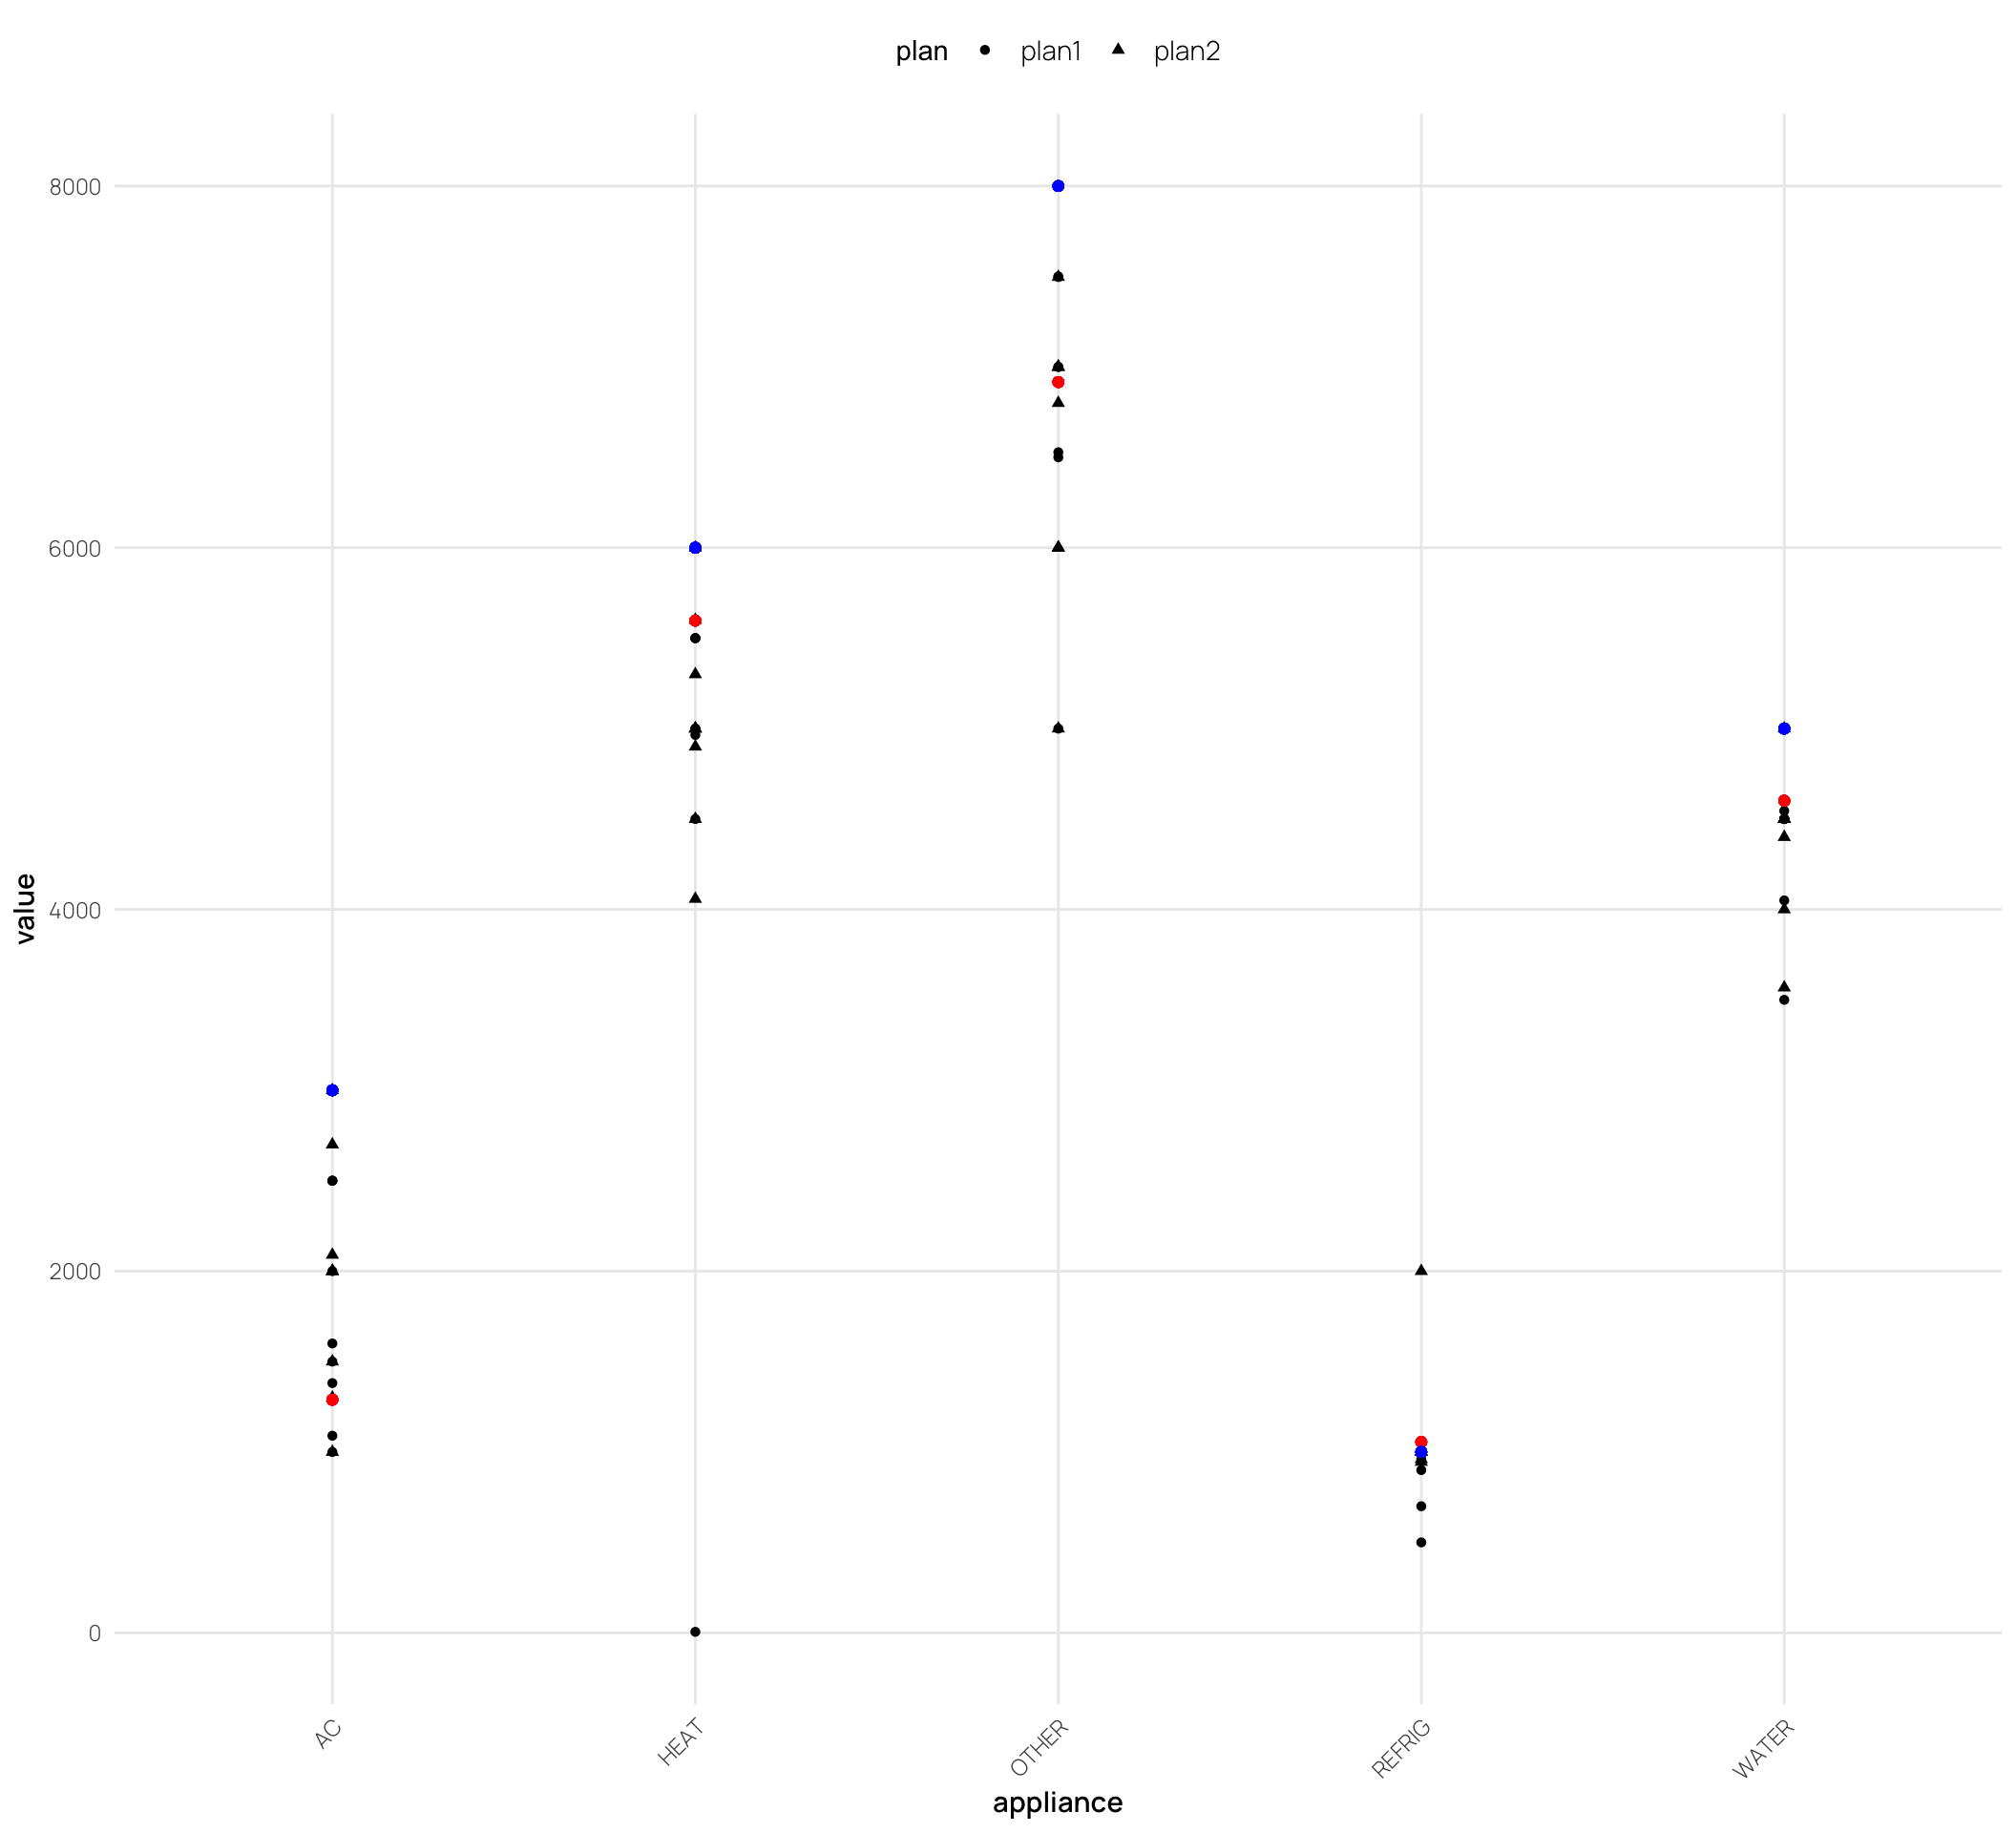 plan plan1 plan2
8000
6000
4000
2000
0
value
AC
HEAT
OTHER
REFRIG
WATER
appliance